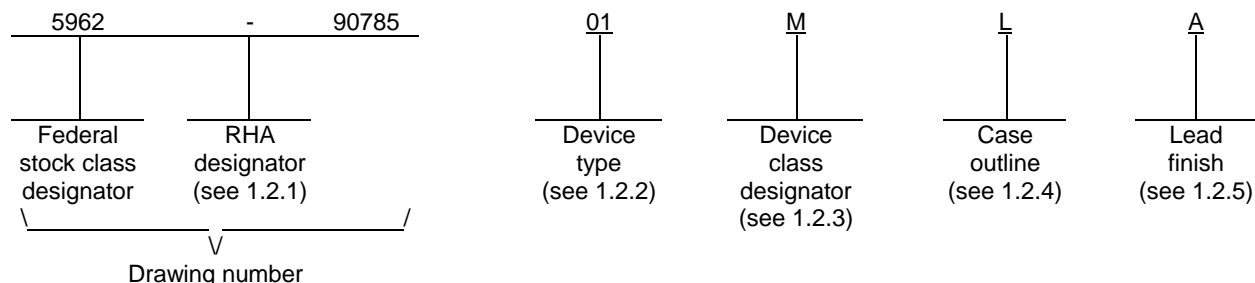 5962 - 90785 01 M L A
Federal stock class designator
RHA designator (see 1.2.1)
Device type (see 1.2.2)
Device class designator (see 1.2.3)
Case outline (see 1.2.4)
Lead finish (see 1.2.5)
\ /
\/
Drawing number